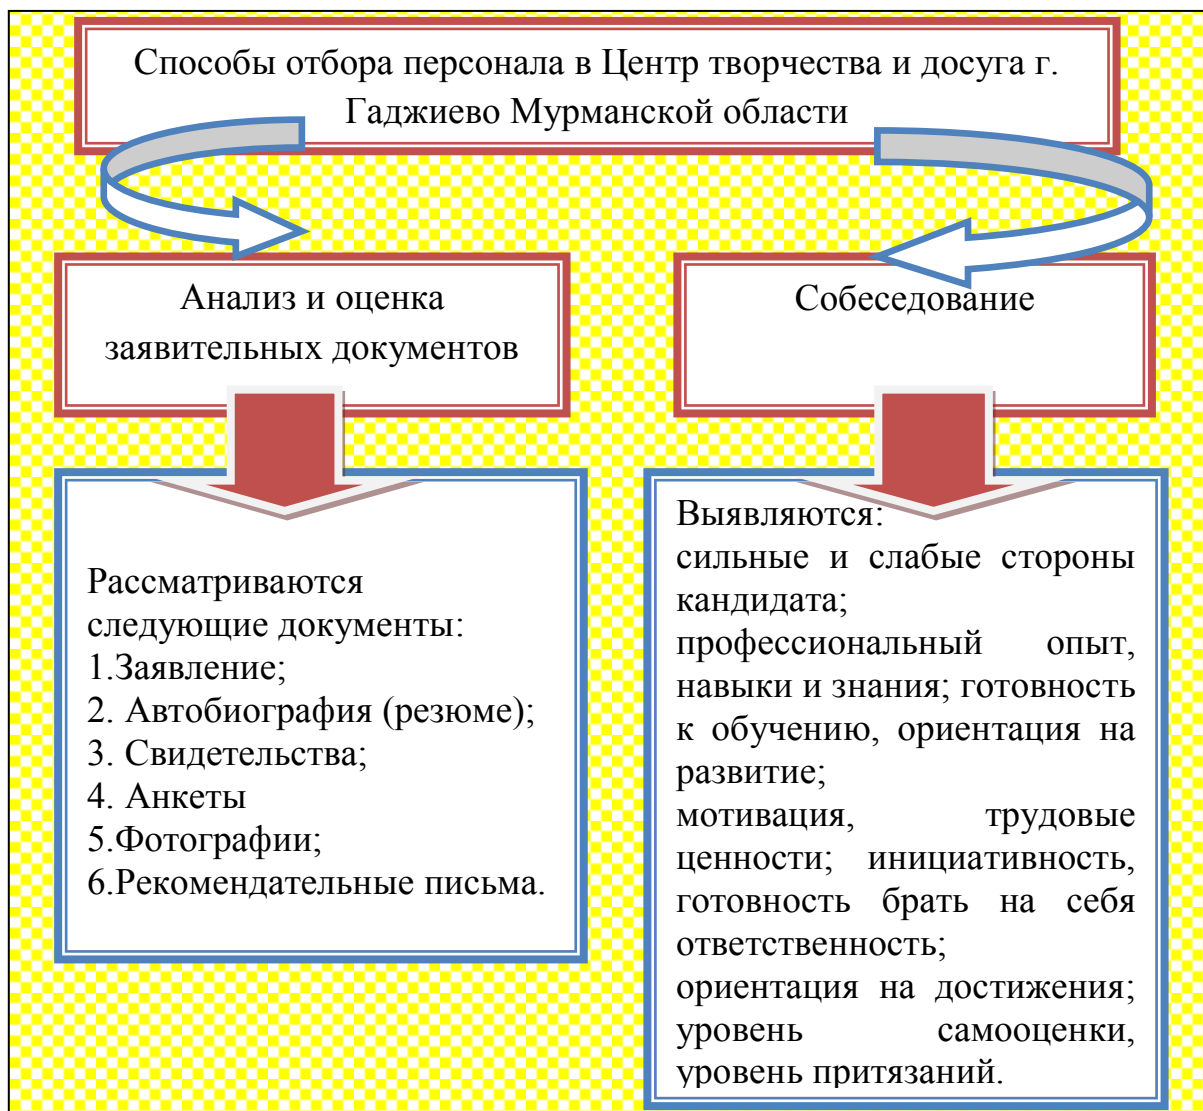 Способы отбора персонала в Центр творчества и досуга г.
Гаджиево Мурманской области
Анализ и оценка
заявительных документов
Собеседование
Рассматриваются
следующие документы:
1.Заявление;
2. Автобиография (резюме);
3. Свидетельства;
4. Анкеты
5.Фотографии;
6.Рекомендательные письма.
Выявляются:
сильные и слабые стороны
кандидата;
профессиональный опыт,
навыки и знания; готовность
к обучению, ориентация на
развитие;
мотивация, трудовые
ценности; инициативность,
готовность брать на себя
ответственность;
ориентация на достижения;
уровень самооценки,
уровень притязаний.